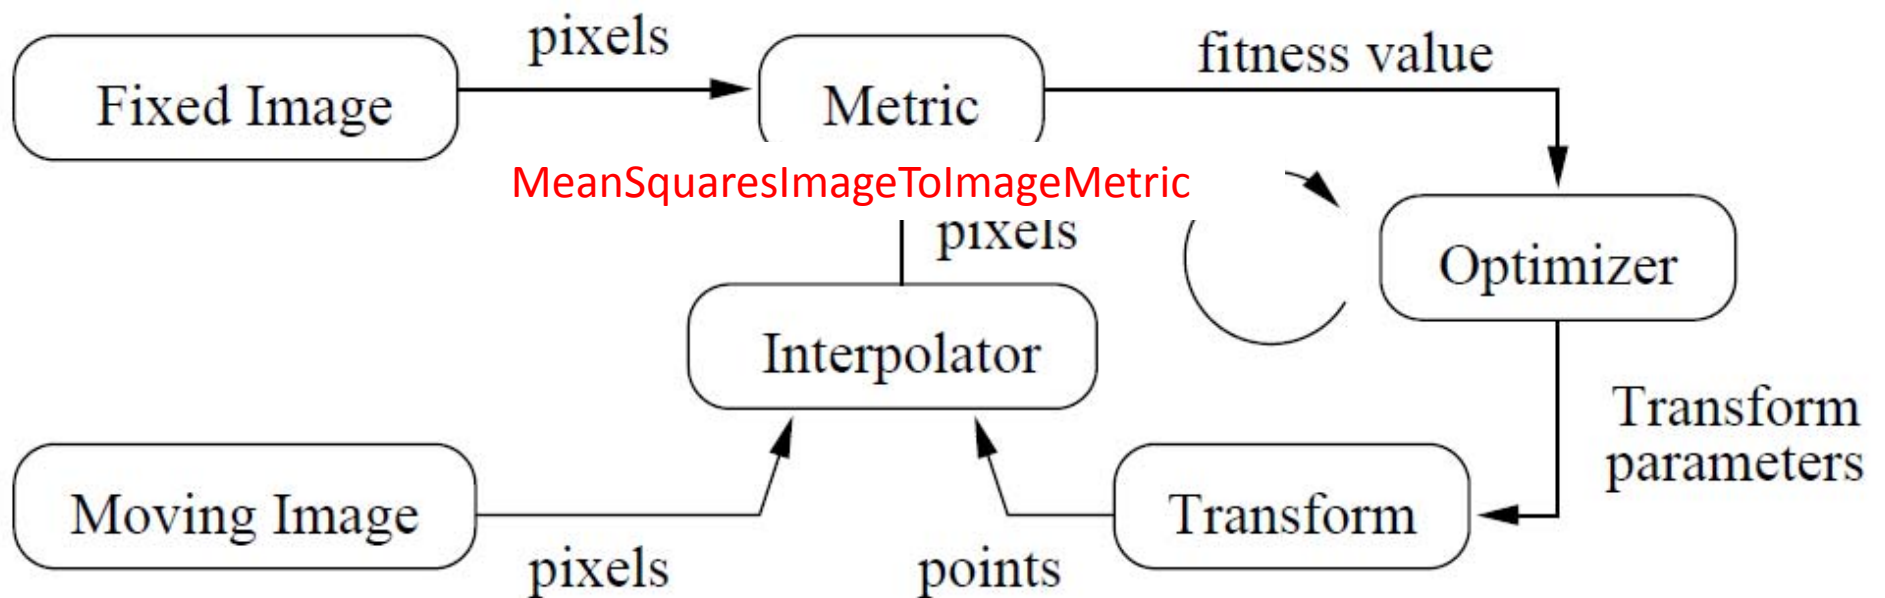 pixels
fitness value
Fixed Image
Metric
MeanSquaresImageToImageMetric
pixels
Optimizer
Interpolator
Transform
parameters
Moving Image
Transform
pixels
points